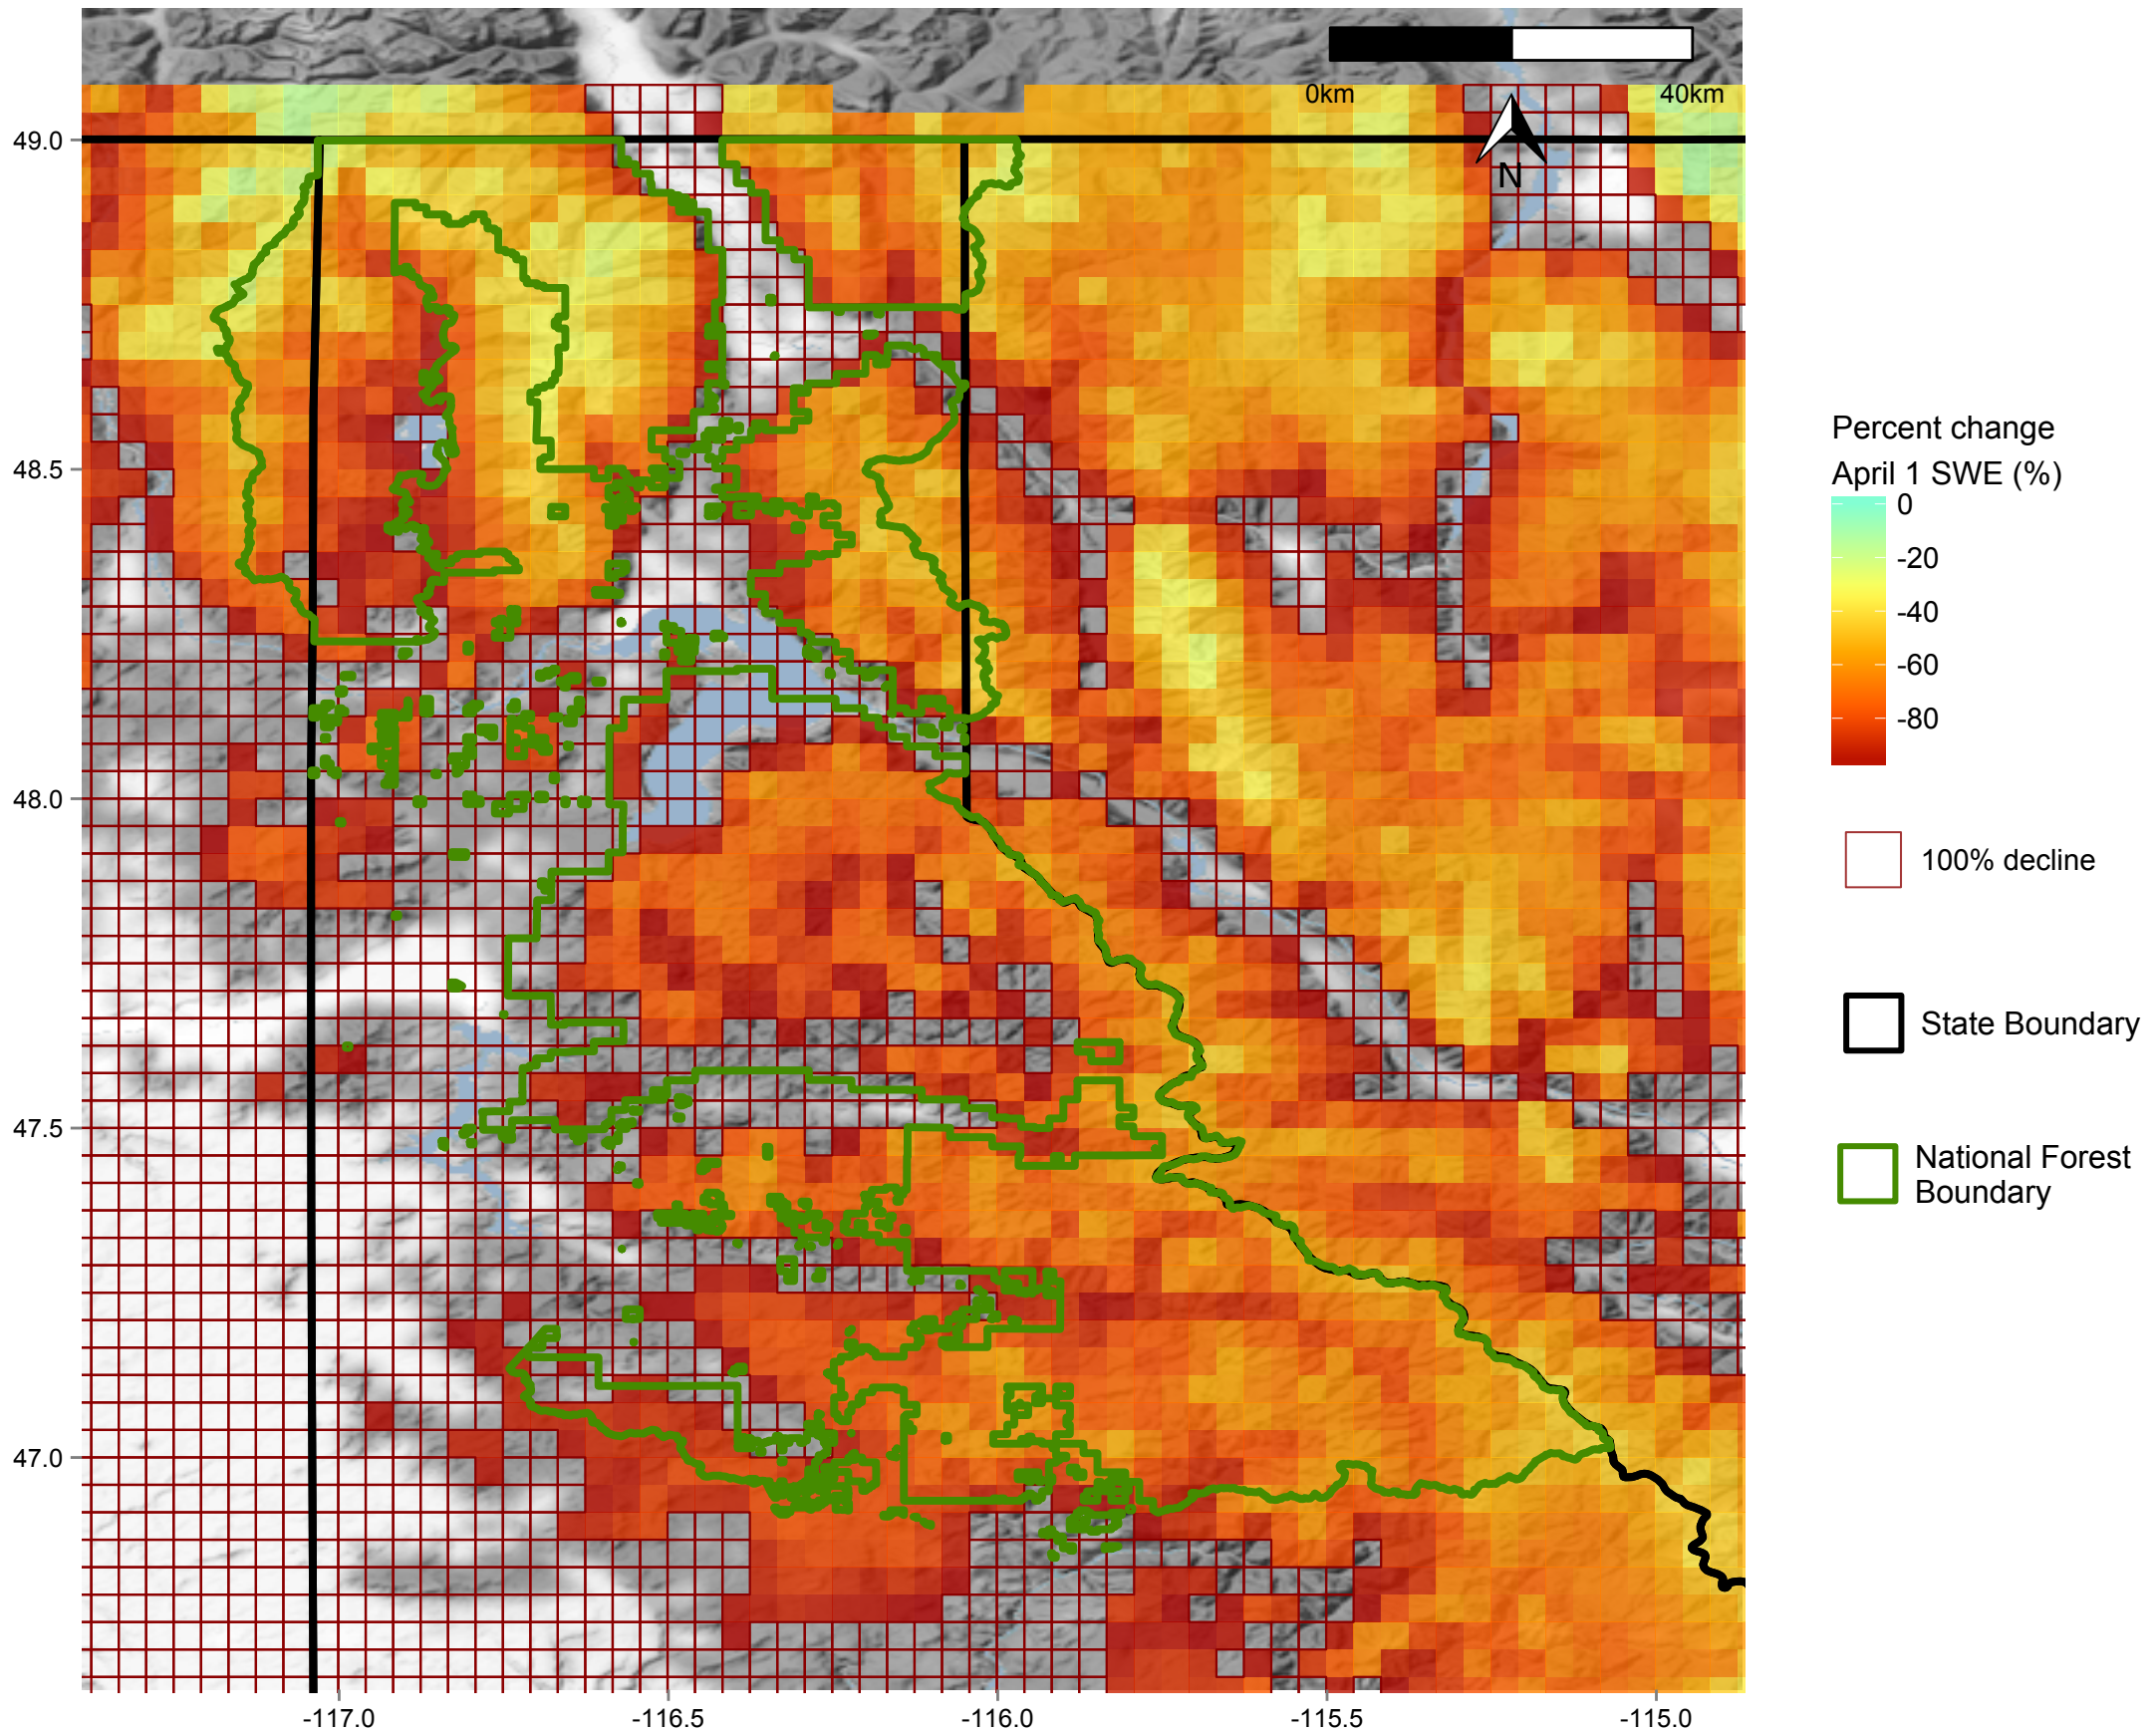 0km
40km
N
49.0
48.5
48.0
47.5
47.0
-117.0
-116.5
-116.0
-115.5
-115.0
Percent change
April 1 SWE (%)
0
-20
-40
-60
-80
100% decline
State Boundary
National Forest
Boundary